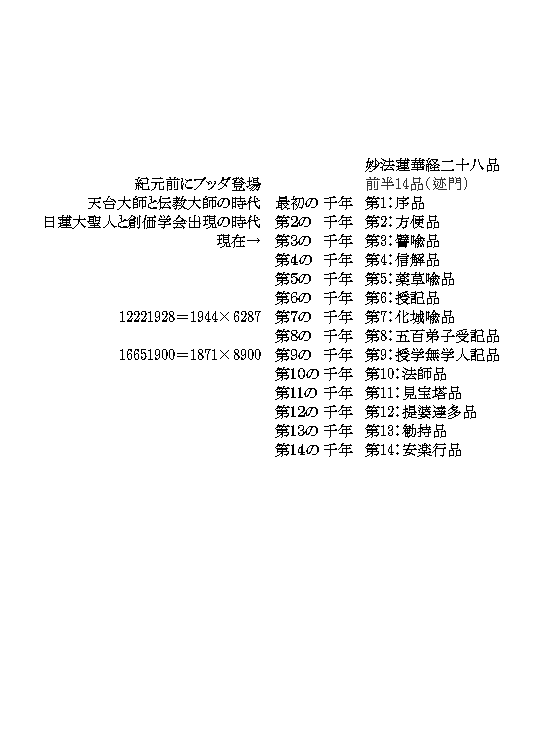 妙法蓮華経二十八品
紀元前にブッダ登場 前半14品(迹門)
天台大師と伝教大師の時代 最初の 千年 第1:序品
日蓮大聖人と創価学会出現の時代 第2の 千年 第2:方便品
現在→ 第3の 千年 第3:譬喩品
第4の 千年 第4:信解品
第5の 千年 第5:薬草喩品
第6の 千年 第6:授記品
12221928=1944×6287 第7の 千年 第7:化城喩品
第8の 千年 第8:五百弟子受記品
16651900=1871×8900 第9の 千年 第9:授学無学人記品
第10の 千年 第10:法師品
第11の 千年 第11:見宝塔品
第12の 千年 第12:提婆達多品
第13の 千年 第13:勧持品
第14の 千年 第14:安楽行品